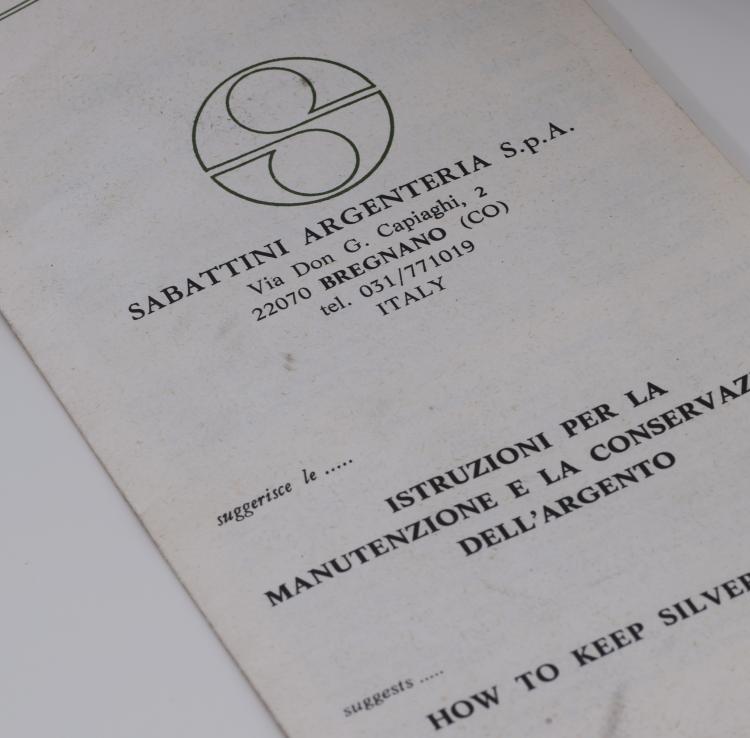 SABATTINI ARGENTERIA S.p.A.
Via Don G. Capiaghi, 2
22070 BREGNANO (CO)
tel. 031/771019
ITALY
suggerisce le .....
ISTRUZIONI PER LA
MANUTENZIONE E LA CONSERVAZ
DELL'ARGENTO
suggests .....
HOW TO KEEP SILVER